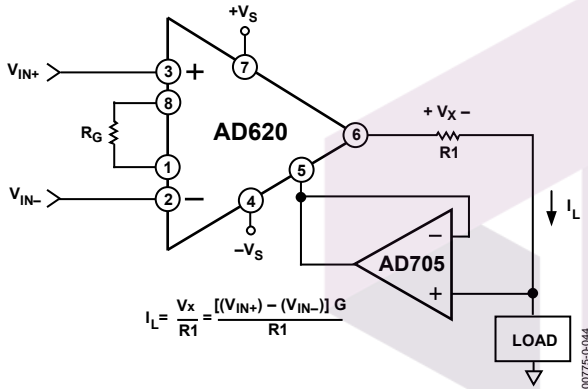 +VS
VIN+
3
+
7
8
RG
AD620
+ VX –
6
R1
1
5
VIN–
2
–
4
IL
–VS
–
AD705
+
IL = Vx / R1 = [(VIN+) – (VIN–)] G / R1
LOAD
00775-0-044